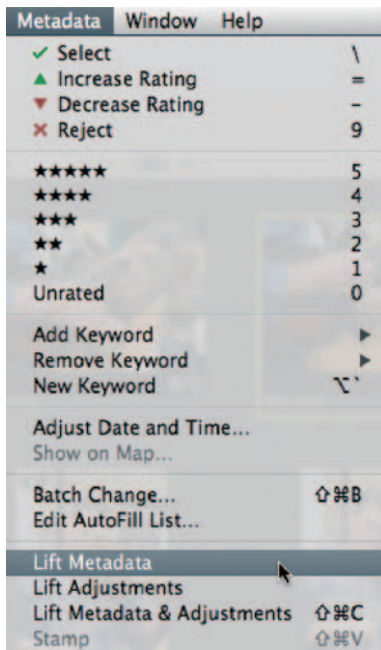 Metadata Window Help
✓ Select \
▲ Increase Rating =
▼ Decrease Rating -
✕ Reject 9
★★★★★ 5
★★★★ 4
★★★ 3
★★ 2
★ 1
Unrated 0
Add Keyword ▶
Remove Keyword ▶
New Keyword ⌥`
Adjust Date and Time...
Show on Map...
Batch Change... ⇧⌘B
Edit AutoFill List...
Lift Metadata
Lift Adjustments
Lift Metadata & Adjustments ⇧⌘C
Stamp ⇧⌘V